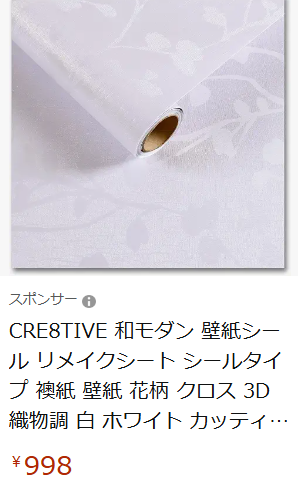 スポンサー
CRE8TIVE 和モダン 壁紙シー
ル リメイクシート シールタイ
プ 襖紙 壁紙 花柄 クロス 3D
織物調 白 ホワイト カッティ…
¥998